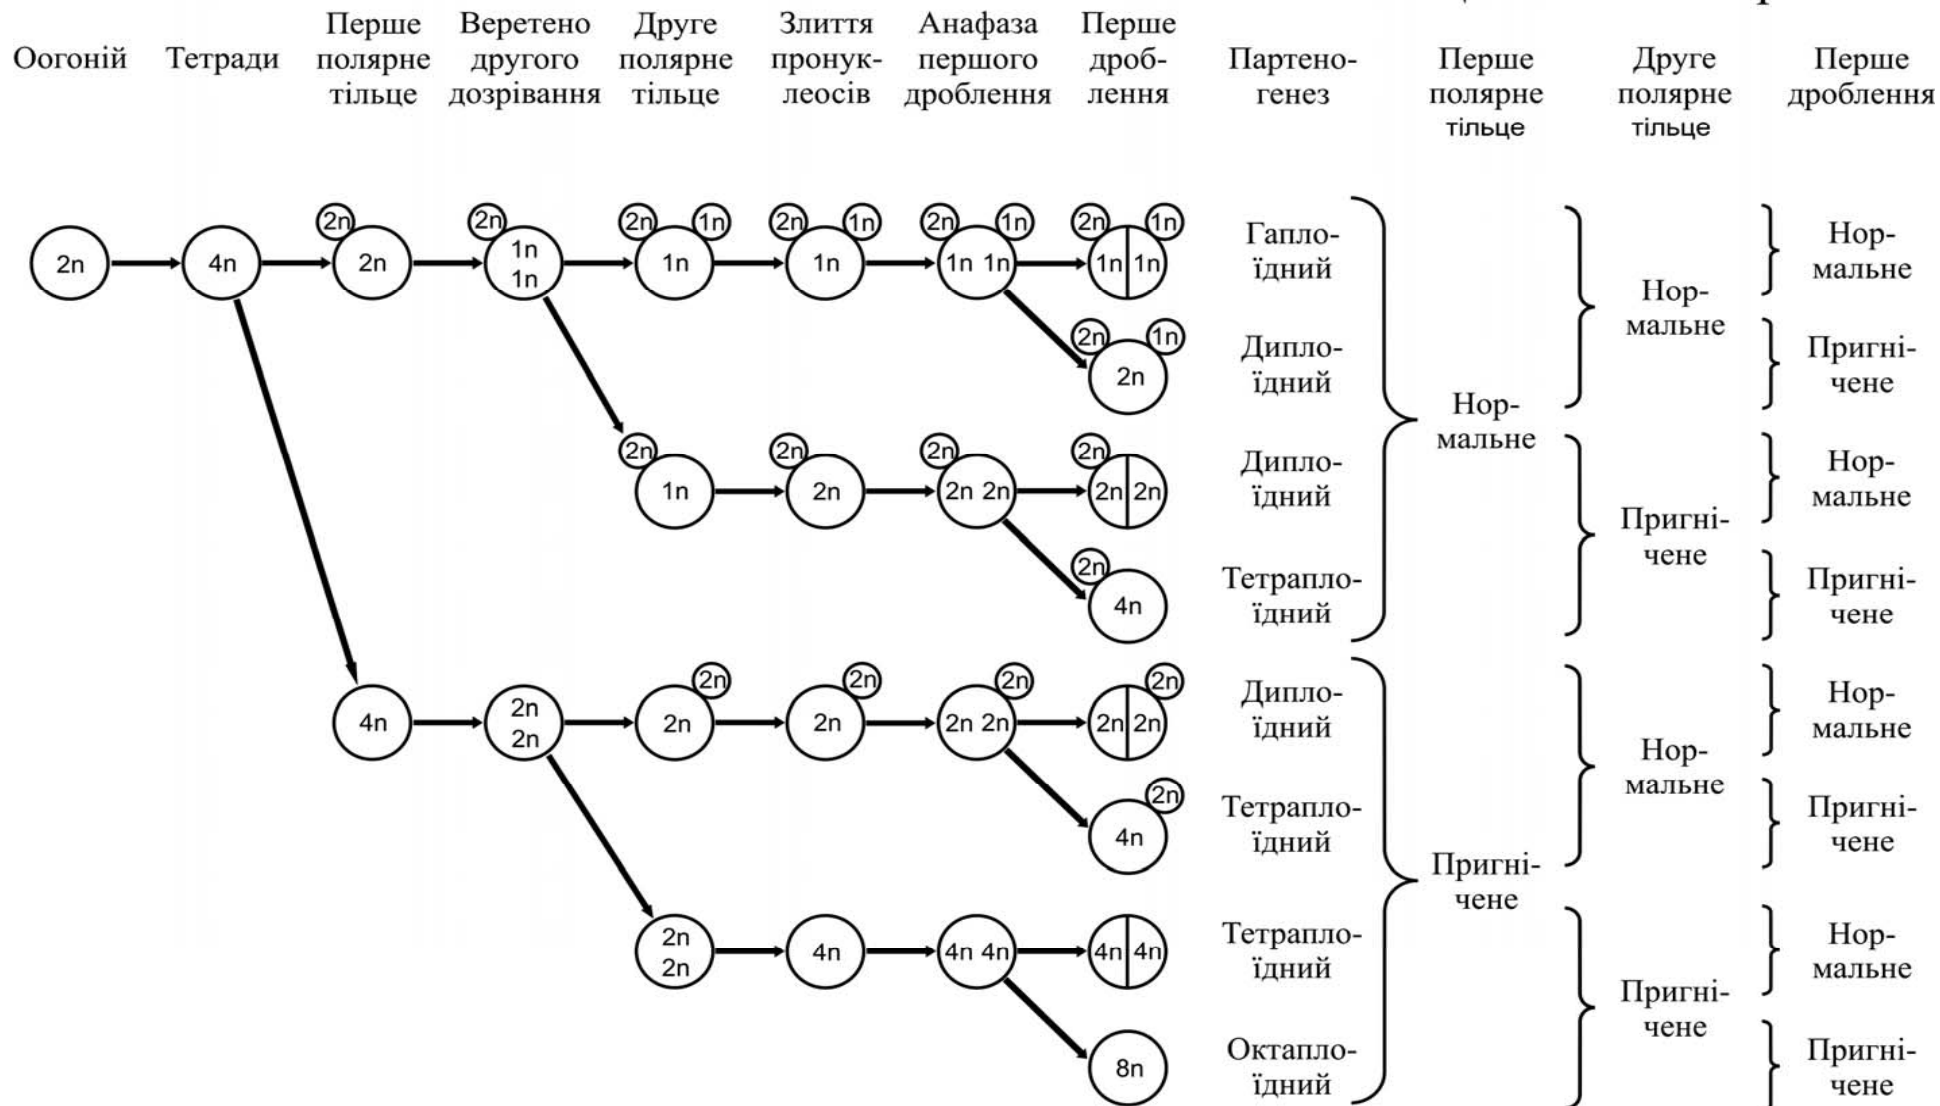 Оогоній
Тетради
Перше
полярне
тільце
Веретено
другого
дозрівання
Друге
полярне
тільце
Злиття
пронук-
леосів
Анафаза
першого
дроблення
Перше
дроб-
лення
Партено-
генез
Перше
полярне
тільце
Друге
полярне
тільце
Перше
дроблення
2n 1n 2n 1n 2n 1n 2n 1n
2n 2n
2n 4n 2n 1n 1n 1n 1n 1n 1n 1n
1n
2n 1n
2n
2n 2n 2n 2n
1n 2n 2n 2n 2n 2n
2n
4n
2n 2n 2n 2n
4n 2n 2n 2n 2n 2n 2n 2n
2n
2n
4n
2n 4n 4n 4n 4n 4n
2n
8n
Гапло-
їдний
Дипло-
їдний
Дипло-
їдний
Тетрапло-
їдний
Дипло-
їдний
Тетрапло-
їдний
Тетрапло-
їдний
Октапло-
їдний
Нор-
мальне
Пригні-
чене
Нор-
мальне
Пригні-
чене
Нор-
мальне
Пригні-
чене
Нор-
мальне
Пригні-
чене
Нор-
мальне
Пригні-
чене
Нор-
мальне
Пригні-
чене
Нор-
мальне
Пригні-
чене